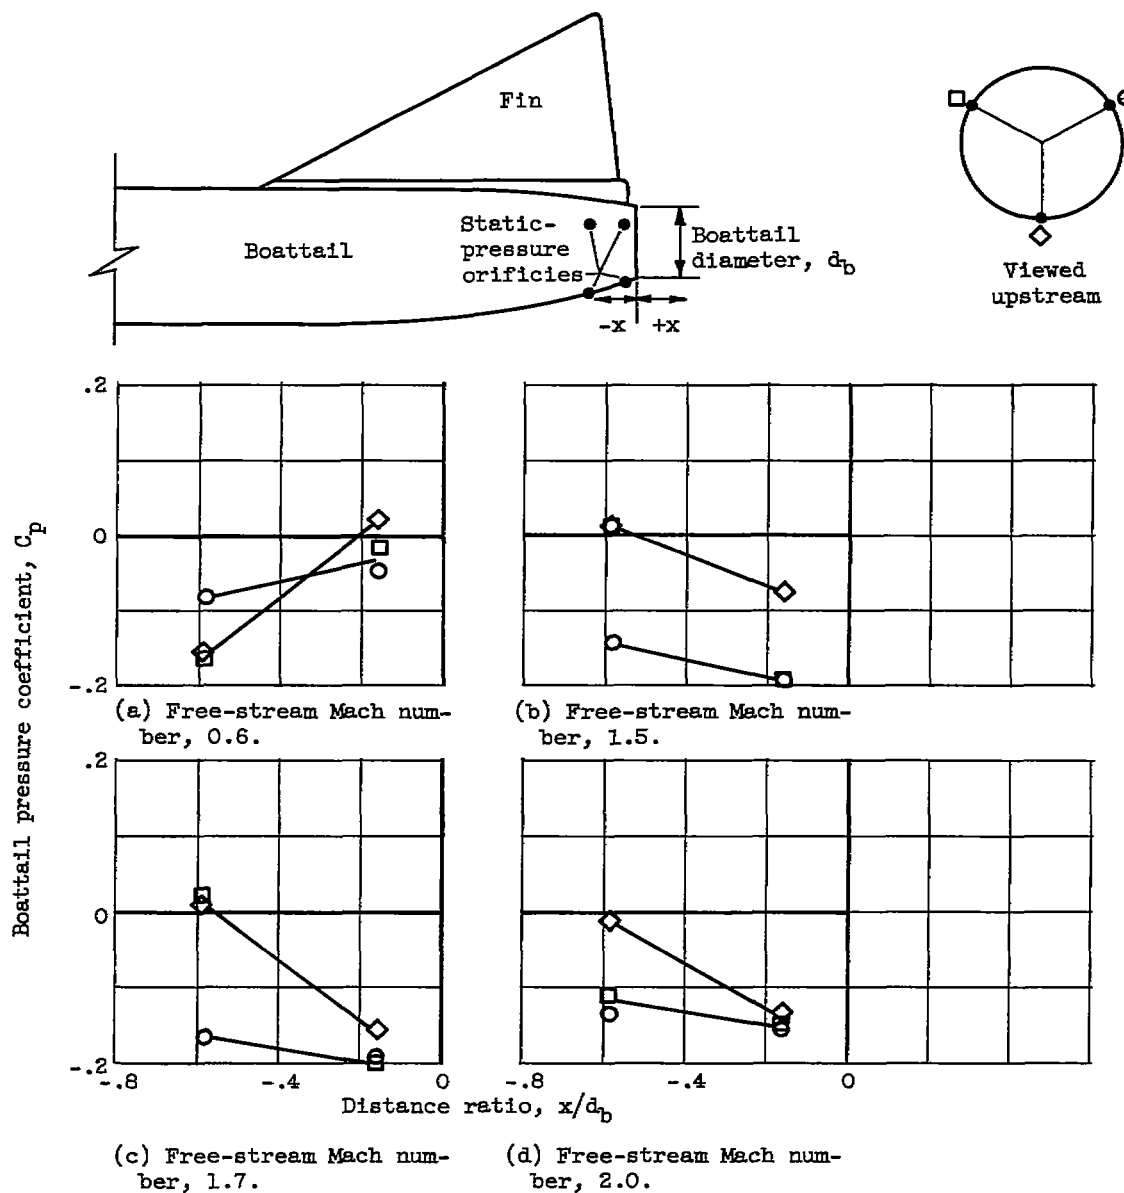 Fin
Boattail
Static-
pressure
orificies
Boattail
diameter, d_b
-x
+x
Viewed
upstream
Boattail pressure coefficient, C_p
.2
0
-.2
(a) Free-stream Mach num-
ber, 0.6.
(b) Free-stream Mach num-
ber, 1.5.
.2
0
-.2
-.8
-.4
0
-.8
-.4
0
Distance ratio, x/d_b
(c) Free-stream Mach num-
ber, 1.7.
(d) Free-stream Mach num-
ber, 2.0.